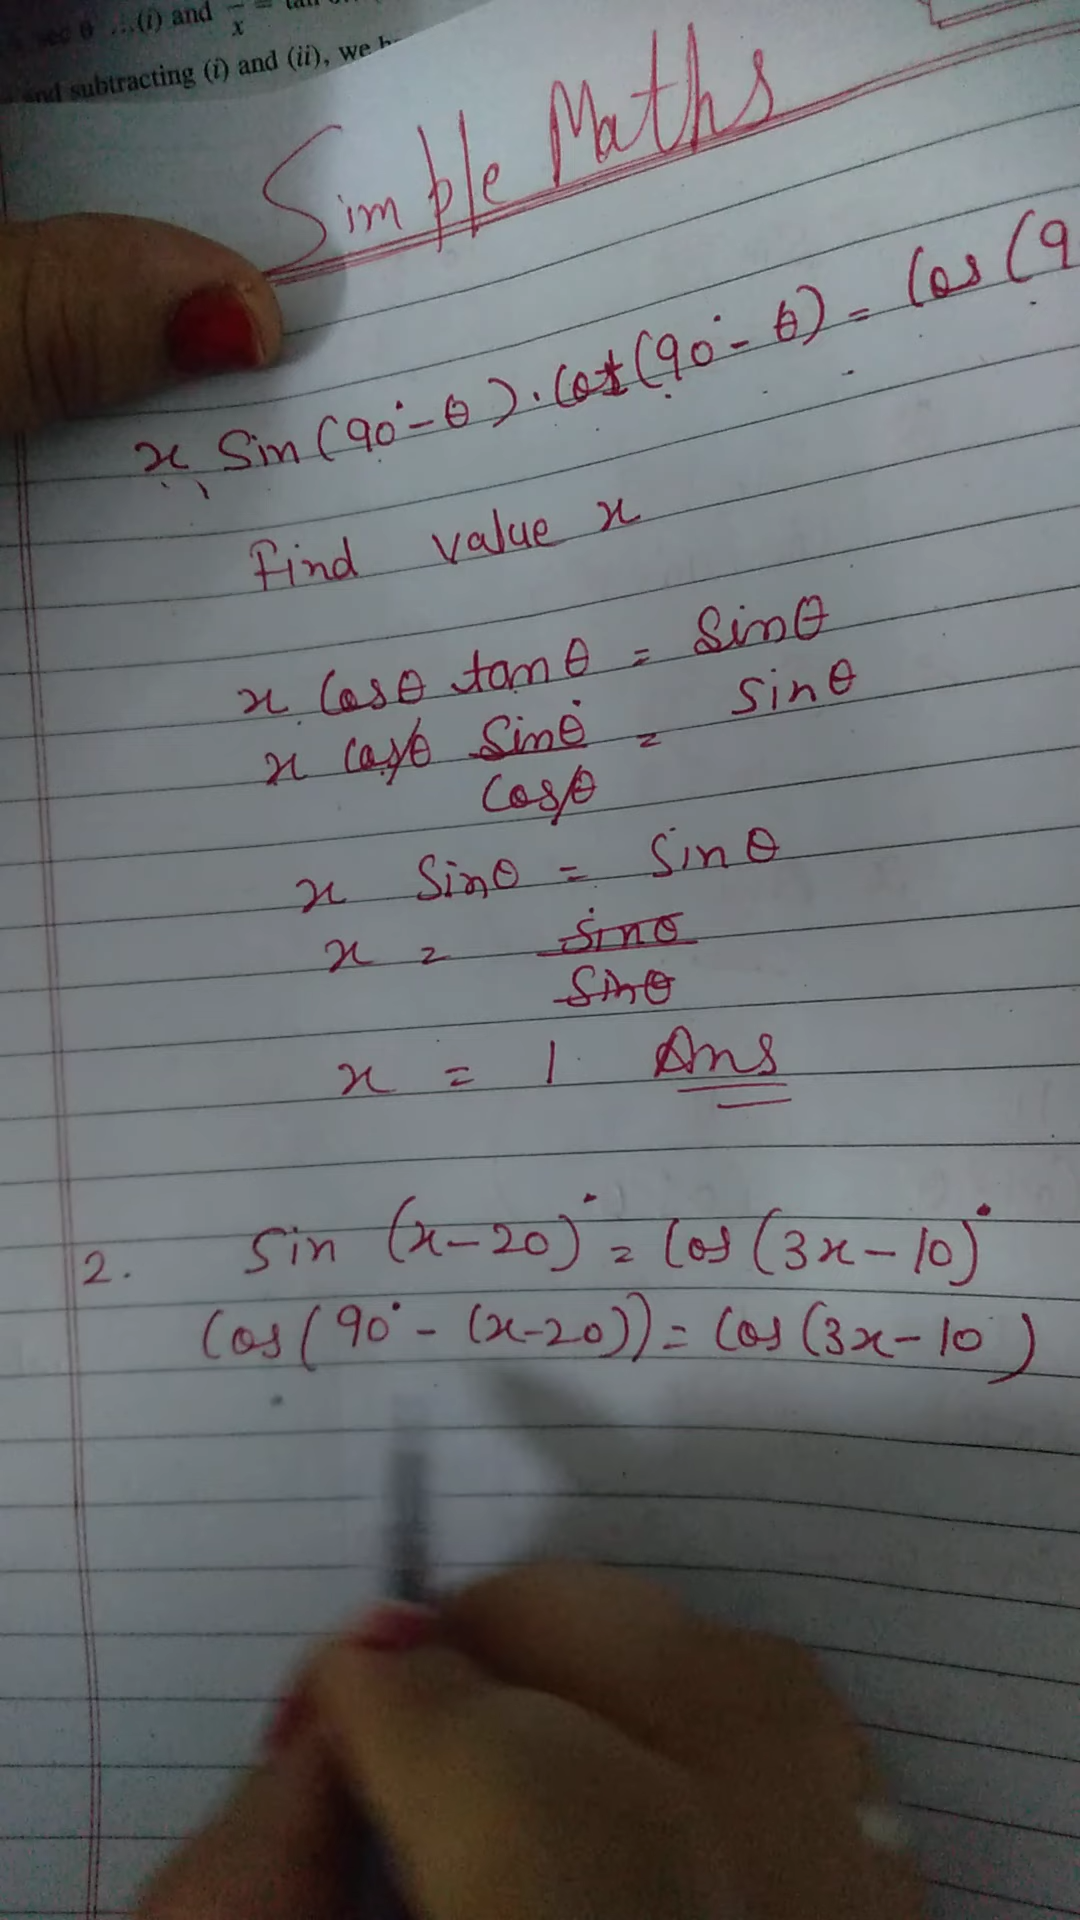 sec θ ...(i) and
x
and subtracting (i) and (ii), we
Simple Maths
x Sin (90°-θ). Cot (90°-θ) = Cos (9
Find value x
x Cosθ tanθ = Sinθ
x Cosθ Sinθ = Sinθ
Cosθ
x Sinθ = Sinθ
x = Sinθ
Sinθ
x = 1 Ans
2. Sin (x-20)° = Cos (3x-10)°
Cos (90° - (x-20)) = Cos (3x-10)